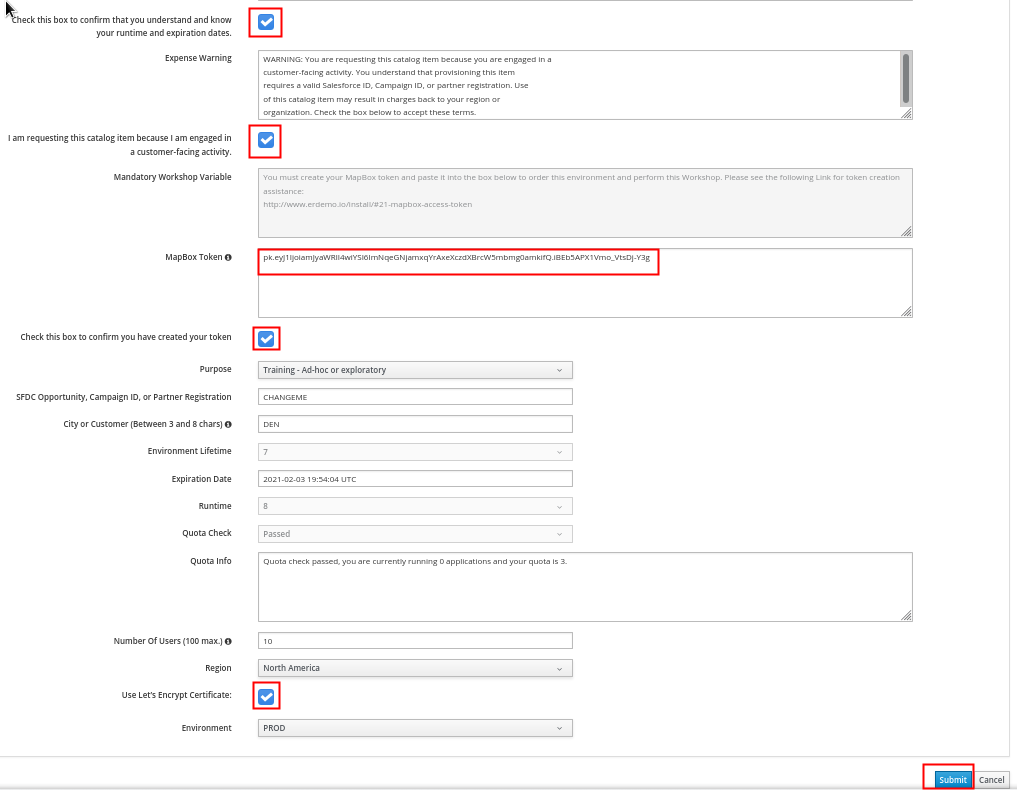 Check this box to confirm that you understand and know
your runtime and expiration dates.
Expense Warning
WARNING: You are requesting this catalog item because you are engaged in a
customer-facing activity. You understand that provisioning this item
requires a valid Salesforce ID, Campaign ID, or partner registration. Use
of this catalog item may result in charges back to your region or
organization. Check the box below to accept these terms.
I am requesting this catalog item because I am engaged in
a customer-facing activity.
Mandatory Workshop Variable
You must create your MapBox token and paste it into the box below to order this environment and perform this Workshop. Please see the following Link for token creation
assistance:
http://www.erdemo.io/install/#21-mapbox-access-token
MapBox Token
Check this box to confirm you have created your token
Purpose
Training - Ad-hoc or exploratory
SFDC Opportunity, Campaign ID, or Partner Registration
CHANGEME
City or Customer (Between 3 and 8 chars)
DEN
Environment Lifetime
7
Expiration Date
2021-02-03 19:54:04 UTC
Runtime
8
Quota Check
Passed
Quota Info
Quota check passed, you are currently running 0 applications and your quota is 3.
Number Of Users (100 max.)
10
Region
North America
Use Let's Encrypt Certificate:
Environment
PROD
Submit
Cancel